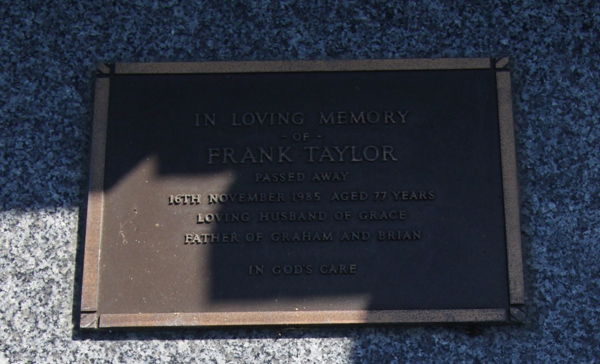 IN LOVING MEMORY
- OF -
FRANK TAYLOR
PASSED AWAY
16TH NOVEMBER 1985 AGED 77 YEARS
LOVING HUSBAND OF GRACE
FATHER OF GRAHAM AND BRIAN
IN GOD'S CARE